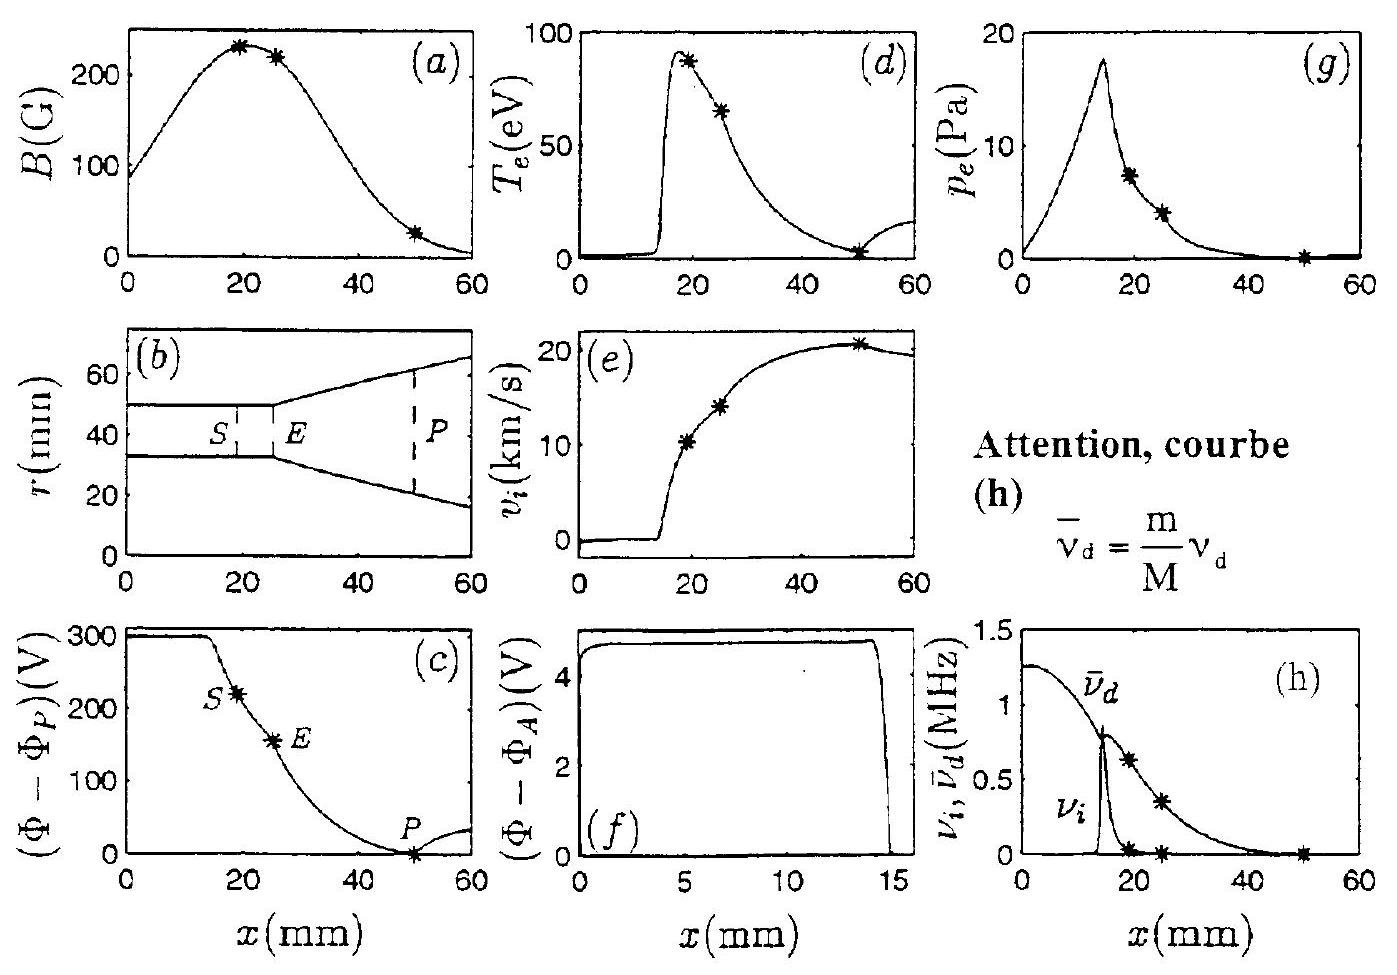 (a)
B(G)
200
100
0
0 20 40 60
(d)
T_e(eV)
100
50
0
0 20 40 60
(g)
p_e(Pa)
20
10
0
0 20 40 60
(b)
r(mm)
60
40
20
0
S E P
0 20 40 60
(e)
v_i(km/s)
20
10
0
0 20 40 60
Attention, courbe
(h)
ν̄_d = m/M ν_d
(c)
(Φ − Φ_P)(V)
300
200
100
0
S
E
P
0 20 40 60
x(mm)
(f)
(Φ − Φ_A)(V)
4
2
0
0 5 10 15
x(mm)
(h)
ν_i, ν̄_d(MHz)
1.5
1
0.5
0
ν̄_d
ν_i
0 20 40 60
x(mm)